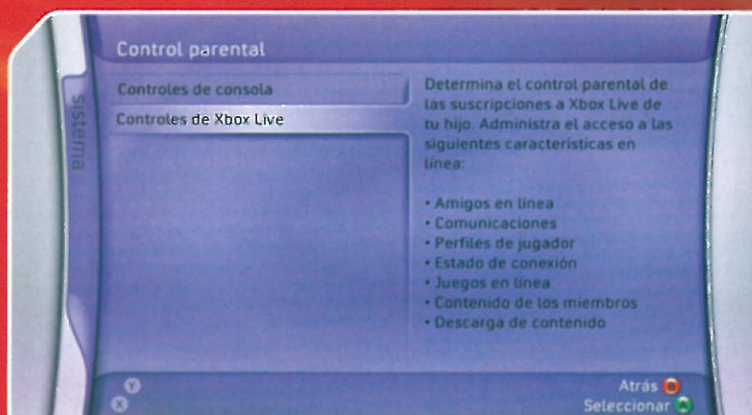 Control parental
sistema
Controles de consola
Controles de Xbox Live
Determina el control parental de
las suscripciones a Xbox Live de
tu hijo. Administra el acceso a las
siguientes características en
línea:
• Amigos en línea
• Comunicaciones
• Perfiles de jugador
• Estado de conexión
• Juegos en línea
• Contenido de los miembros
• Descarga de contenido
Y
X
Atrás B
Seleccionar A